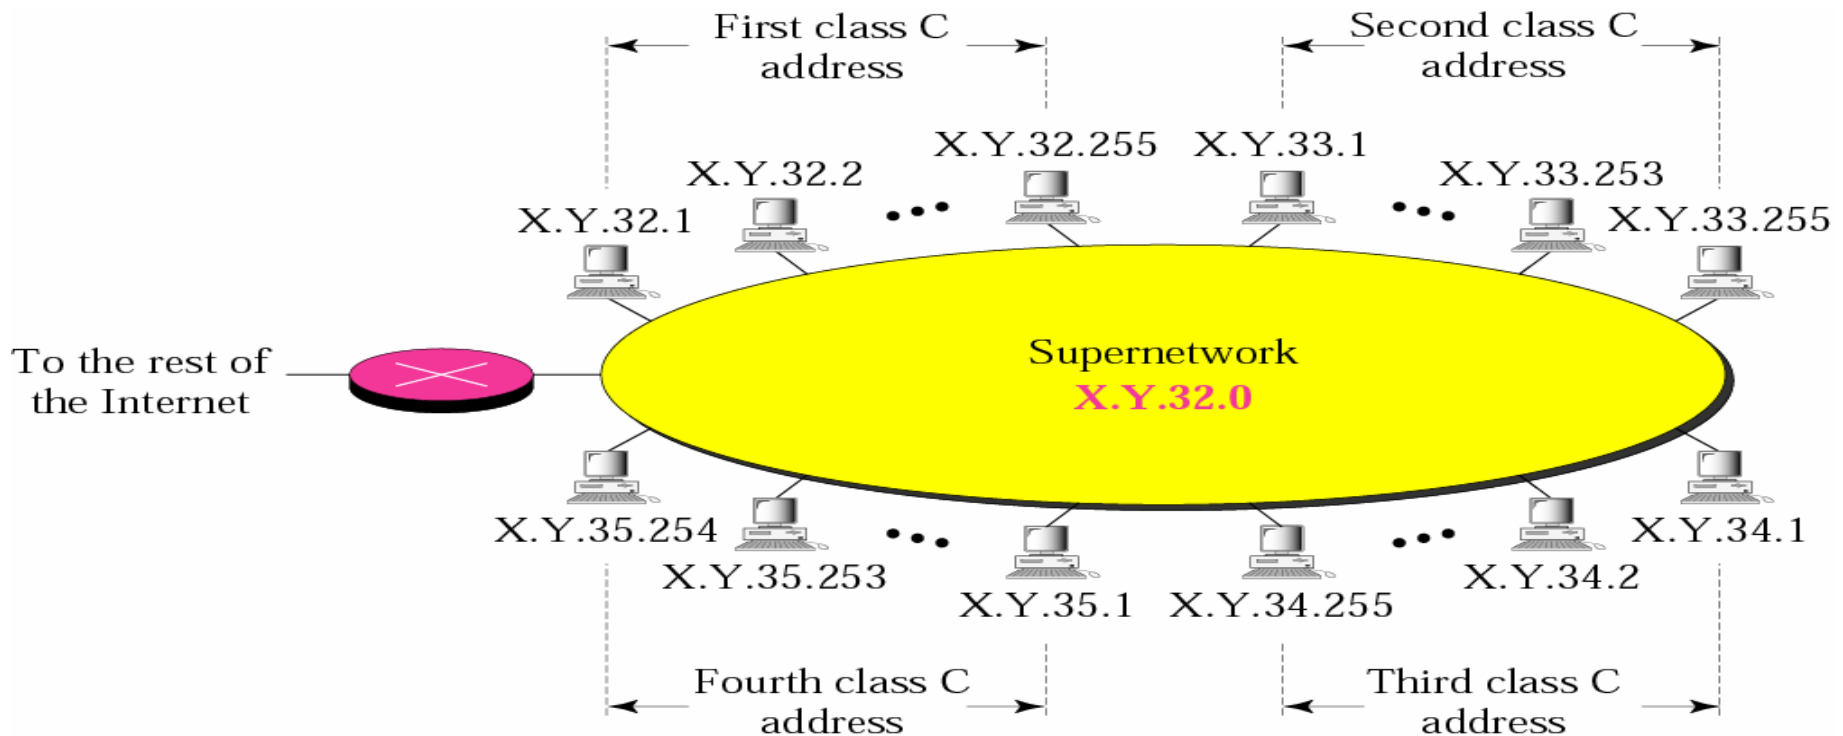 First class C
address
Second class C
address
X.Y.32.255
X.Y.33.1
X.Y.32.2
X.Y.33.253
X.Y.32.1
X.Y.33.255
To the rest of
the Internet
Supernetwork
X.Y.32.0
X.Y.35.254
X.Y.34.1
X.Y.35.253
X.Y.34.2
X.Y.35.1
X.Y.34.255
Fourth class C
address
Third class C
address